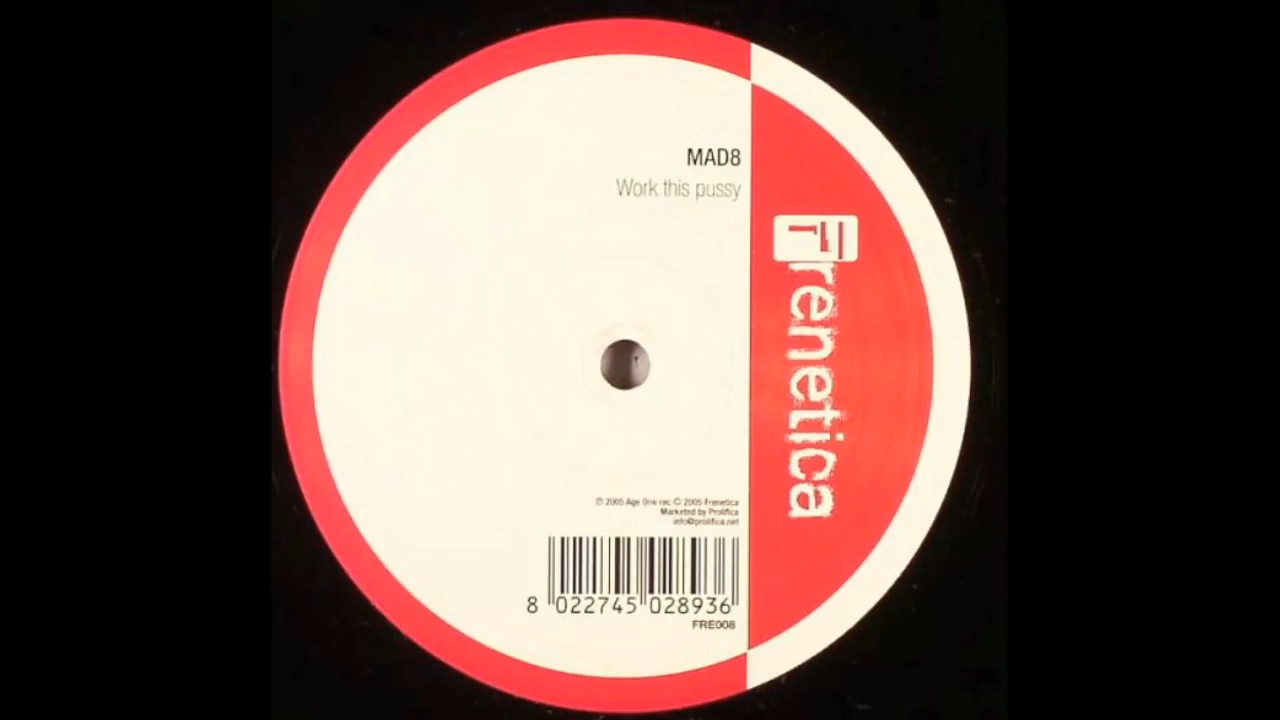 MAD8
Work this pussy
Frenetica
℗ 2005 Age One rec © 2005 Frenetica
Marketed by Prolifica
info@prolifica.net
8 022745 028936
FRE008